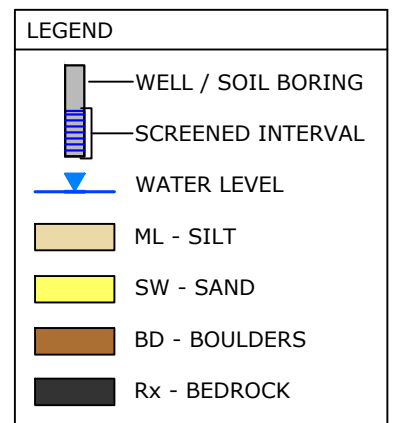 LEGEND
WELL / SOIL BORING
SCREENED INTERVAL
WATER LEVEL
ML - SILT
SW - SAND
BD - BOULDERS
Rx - BEDROCK